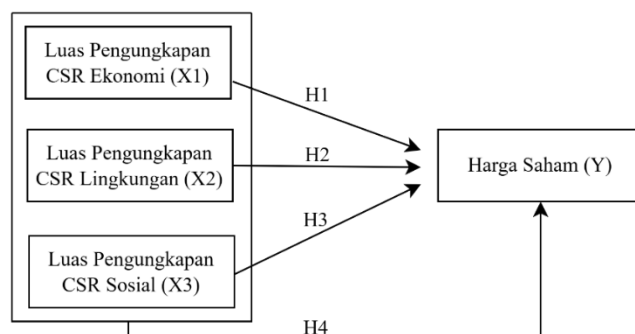 Luas Pengungkapan
CSR Ekonomi (X1)
H1
Luas Pengungkapan
CSR Lingkungan (X2)
H2
Harga Saham (Y)
H3
Luas Pengungkapan
CSR Sosial (X3)
H4